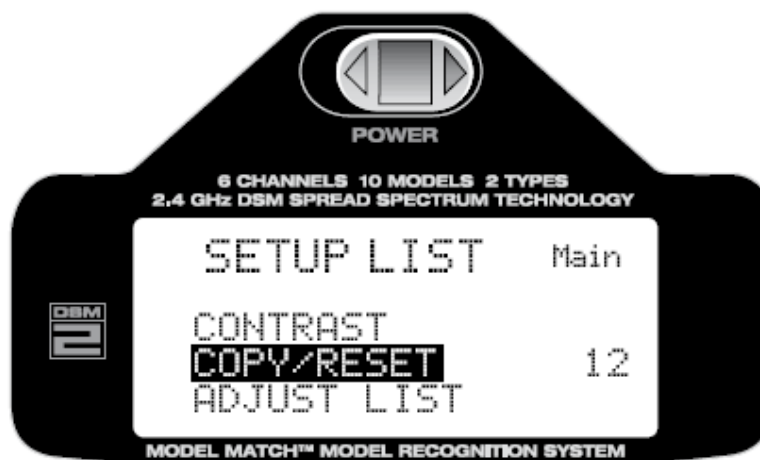 POWER
6 CHANNELS 10 MODELS 2 TYPES
2.4 GHz DSM SPREAD SPECTRUM TECHNOLOGY
SETUP LIST Main
CONTRAST
DSM
2
COPY/RESET 12
ADJUST LIST
MODEL MATCH™ MODEL RECOGNITION SYSTEM